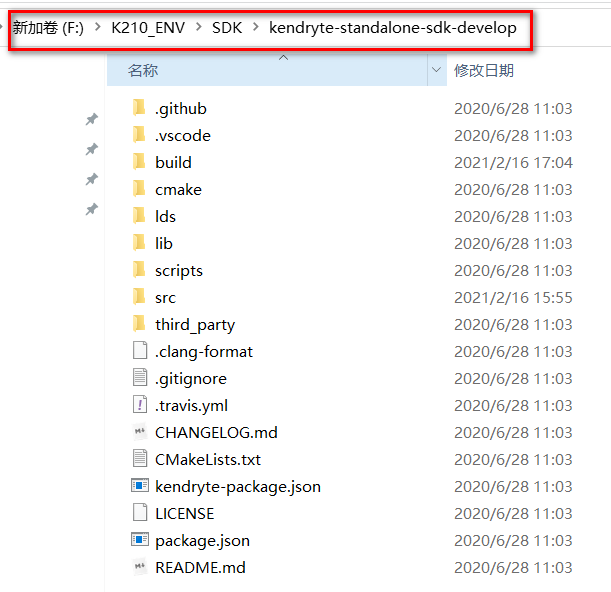 新加卷 (F:) > K210_ENV > SDK > kendryte-standalone-sdk-develop
名称 修改日期
.github 2020/6/28 11:03
.vscode 2020/6/28 11:03
build 2021/2/16 17:04
cmake 2020/6/28 11:03
lds 2020/6/28 11:03
lib 2020/6/28 11:03
scripts 2020/6/28 11:03
src 2021/2/16 15:55
third_party 2020/6/28 11:03
.clang-format 2020/6/28 11:03
.gitignore 2020/6/28 11:03
.travis.yml 2020/6/28 11:03
CHANGELOG.md 2020/6/28 11:03
CMakeLists.txt 2020/6/28 11:03
kendryte-package.json 2020/6/28 11:03
LICENSE 2020/6/28 11:03
package.json 2020/6/28 11:03
README.md 2020/6/28 11:03